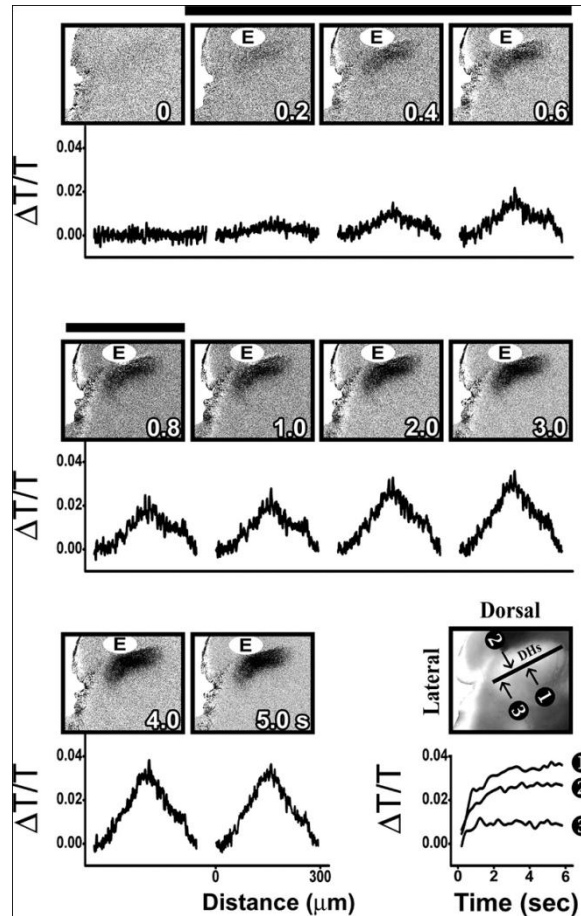 E E E
0 0.2 0.4 0.6
ΔT/T
0.04
0.02
0.00
E E E E
0.8 1.0 2.0 3.0
ΔT/T
0.04
0.02
0.00
E E
4.0 5.0 s
ΔT/T
0.04
0.02
0.00
0 300
Distance (μm)
Dorsal
Lateral
2
DHs
3 1
ΔT/T
0.04
0.02
0.00
1
2
3
0 2 4 6
Time (sec)